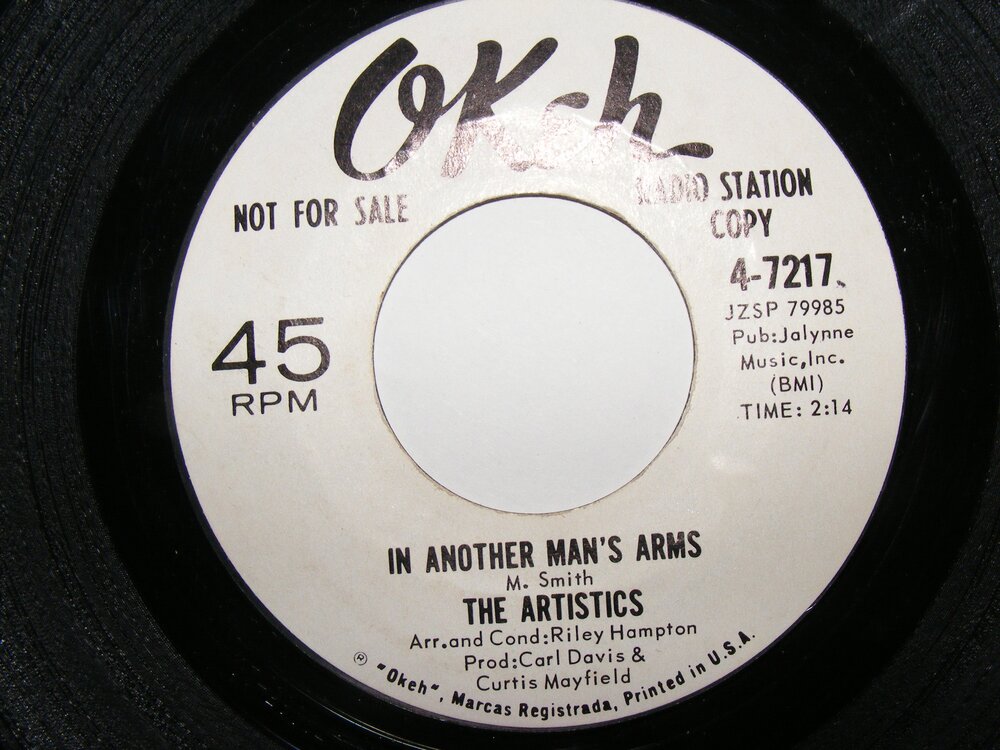 OKeh
NOT FOR SALE
RADIO STATION
COPY
4-7217
JZSP 79985
Pub:Jalynne
Music,Inc.
(BMI)
TIME: 2:14
45
RPM
IN ANOTHER MAN'S ARMS
M. Smith
THE ARTISTICS
Arr.and Cond:Riley Hampton
Prod:Carl Davis &
Curtis Mayfield
® "Okeh", Marcas Registrada, Printed in U.S.A.